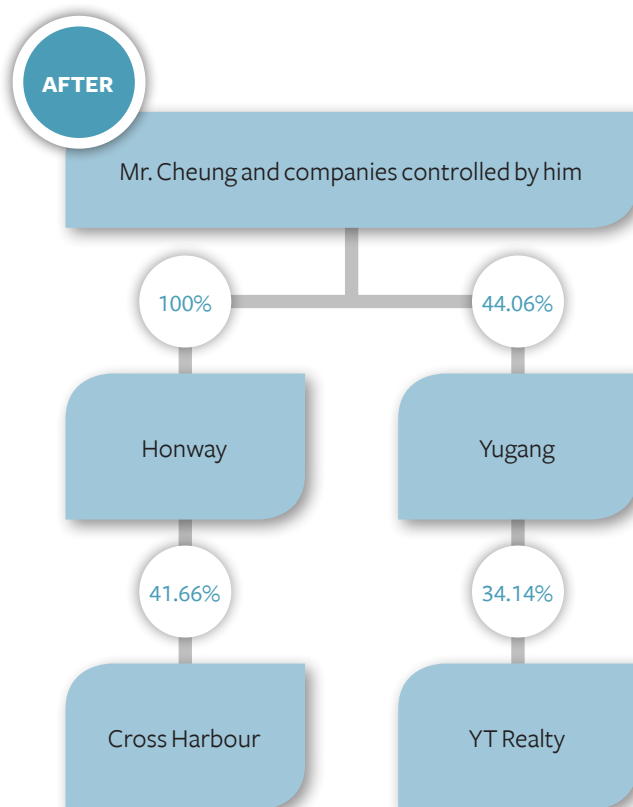 AFTER
Mr. Cheung and companies controlled by him
100%
44.06%
Honway
Yugang
41.66%
34.14%
Cross Harbour
YT Realty